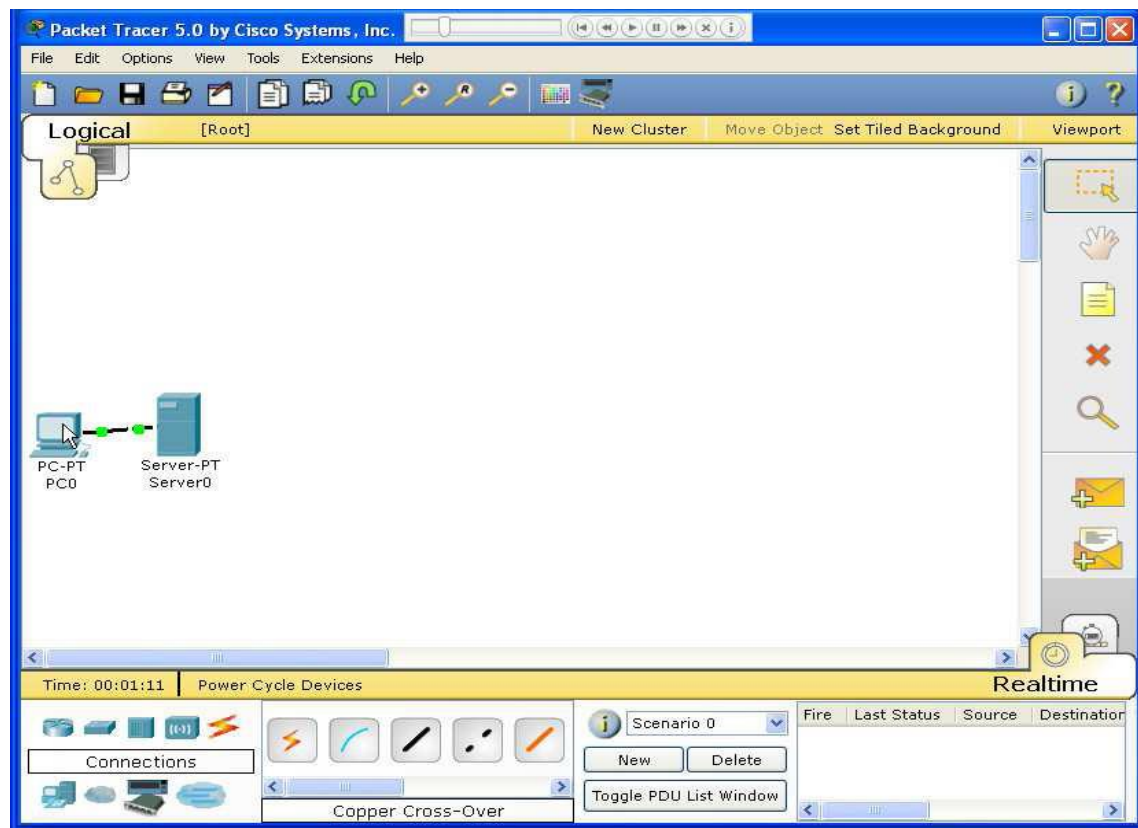 Packet Tracer 5.0 by Cisco Systems, Inc.
File Edit Options View Tools Extensions Help
Logical [Root] New Cluster Move Object Set Tiled Background Viewport
PC-PT
PC0
Server-PT
Server0
Time: 00:01:11 Power Cycle Devices Realtime
Connections
Copper Cross-Over
Scenario 0
New Delete
Toggle PDU List Window
Fire Last Status Source Destination